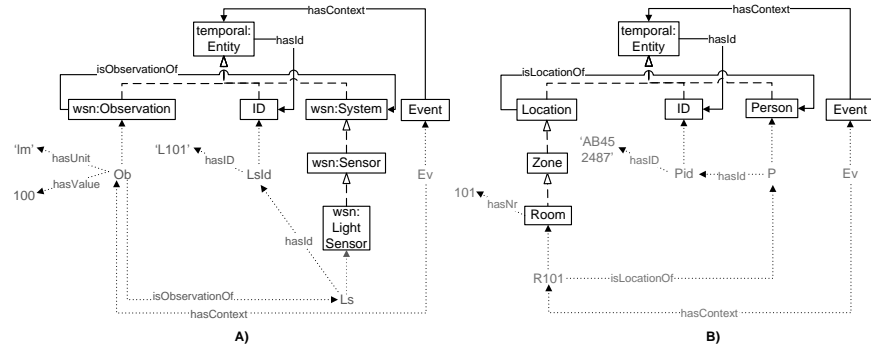 hasContext
temporal:
Entity
hasId
isObservationOf
wsn:Observation
ID
wsn:System
Event
'lm'
hasUnit
'L101'
hasID
wsn:Sensor
Ob
LsId
Ev
hasValue
100
wsn:
Light
Sensor
hasId
isObservationOf
Ls
hasContext
A)
hasContext
temporal:
Entity
hasId
isLocationOf
Location
ID
Person
Event
'AB45
2487'
hasID
Zone
Pid
hasId
P
Ev
101
hasNr
Room
R101
isLocationOf
hasContext
B)